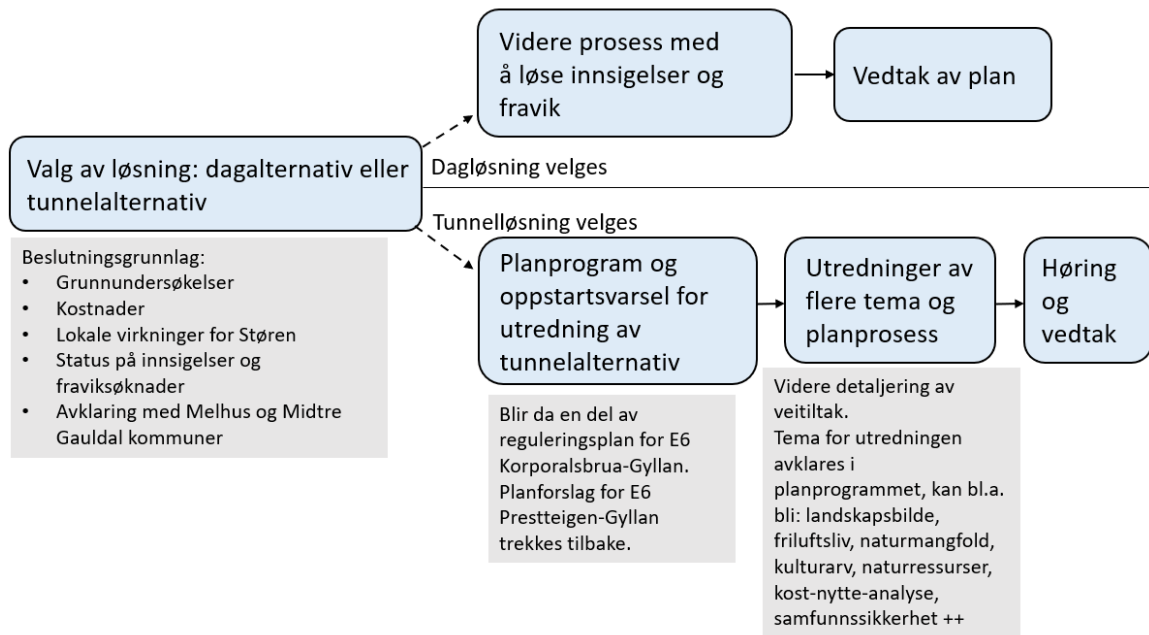 Videre prosess med
å løse innsigelser og
fravik
Vedtak av plan
Valg av løsning: dagalternativ eller
tunnelalternativ
Dagløsning velges
Tunnelløsning velges
Beslutningsgrunnlag:
• Grunnundersøkelser
• Kostnader
• Lokale virkninger for Støren
• Status på innsigelser og
fraviksøknader
• Avklaring med Melhus og Midtre
Gauldal kommuner
Planprogram og
oppstartsvarsel for
utredning av
tunnelalternativ
Utredninger av
flere tema og
planprosess
Høring
og
vedtak
Blir da en del av
reguleringsplan for E6
Korporalsbrua-Gyllan.
Planforslag for E6
Prestteigen-Gyllan
trekkes tilbake.
Videre detaljering av
veitiltak.
Tema for utredningen
avklares i
planprogrammet, kan bl.a.
bli: landskapsbilde,
friluftsliv, naturmangfold,
kulturarv, naturressurser,
kost-nytte-analyse,
samfunnssikkerhet ++